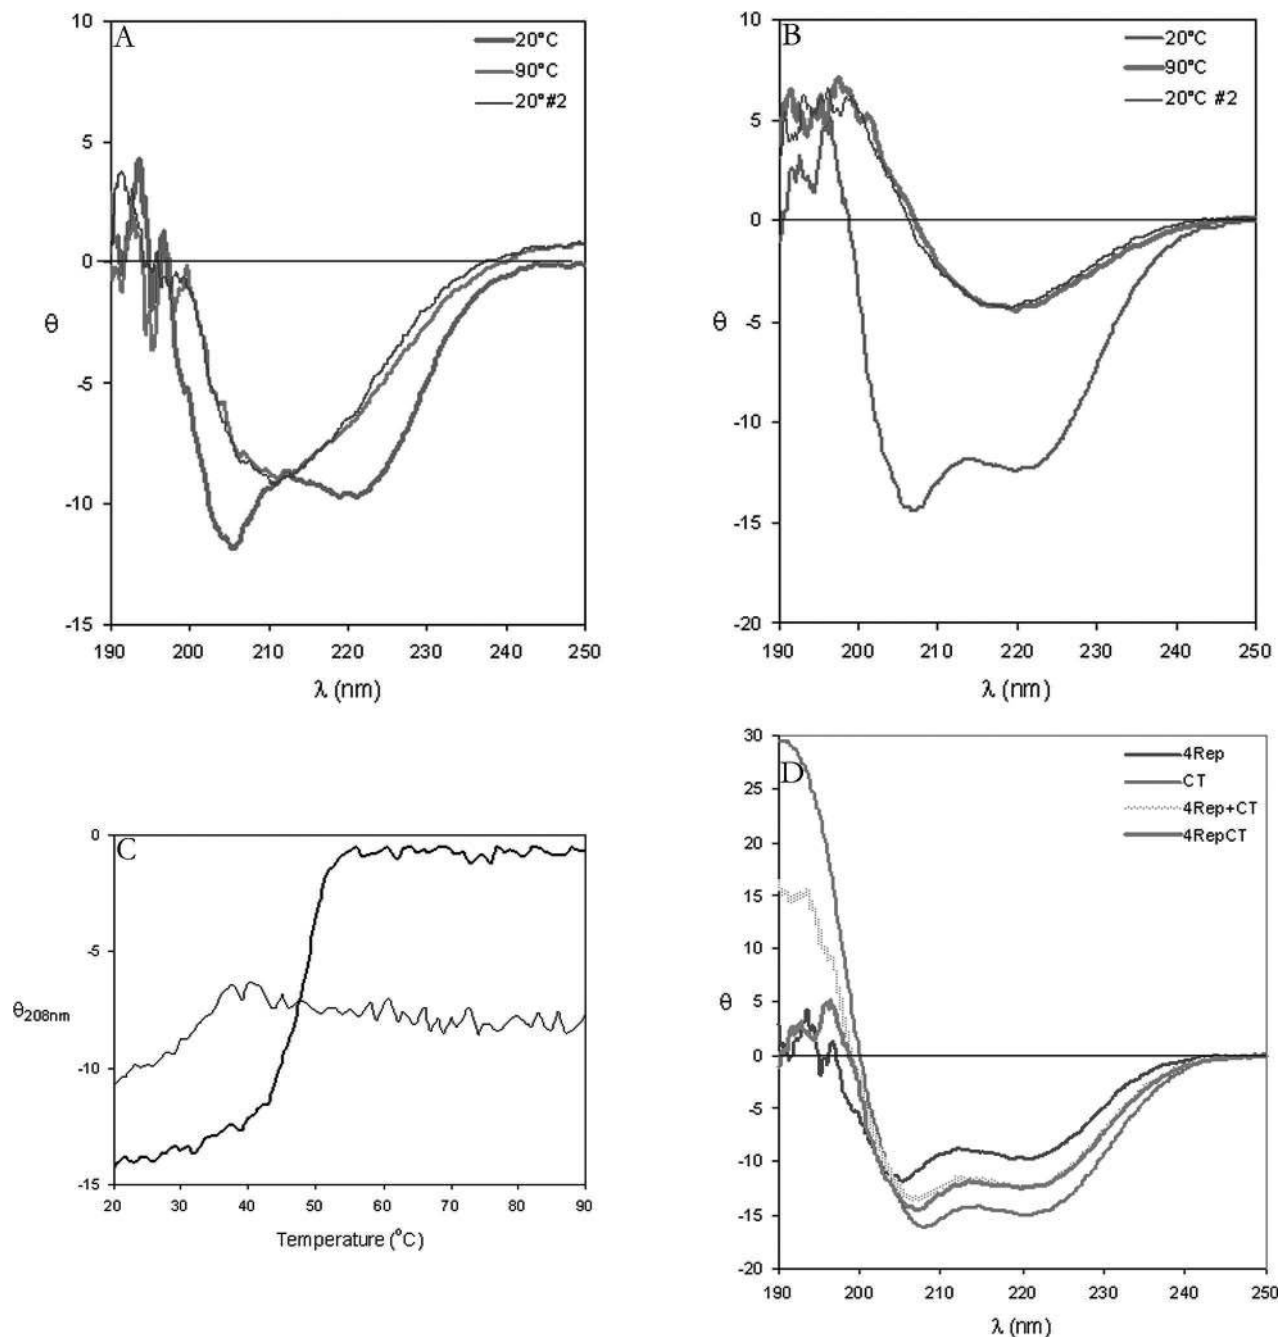 A
20°C
90°C
20°#2
10
5
0
-5
-10
-15
θ
190 200 210 220 230 240 250
λ (nm)
B
20°C
90°C
20°C #2
10
5
0
-5
-10
-15
-20
θ
190 200 210 220 230 240 250
λ (nm)
C
0
-5
-10
-15
θ208nm
20 30 40 50 60 70 80 90
Temperature (°C)
D
4Rep
CT
4Rep+CT
4RepCT
30
25
20
15
10
5
0
-5
-10
-15
-20
θ
190 200 210 220 230 240 250
λ (nm)